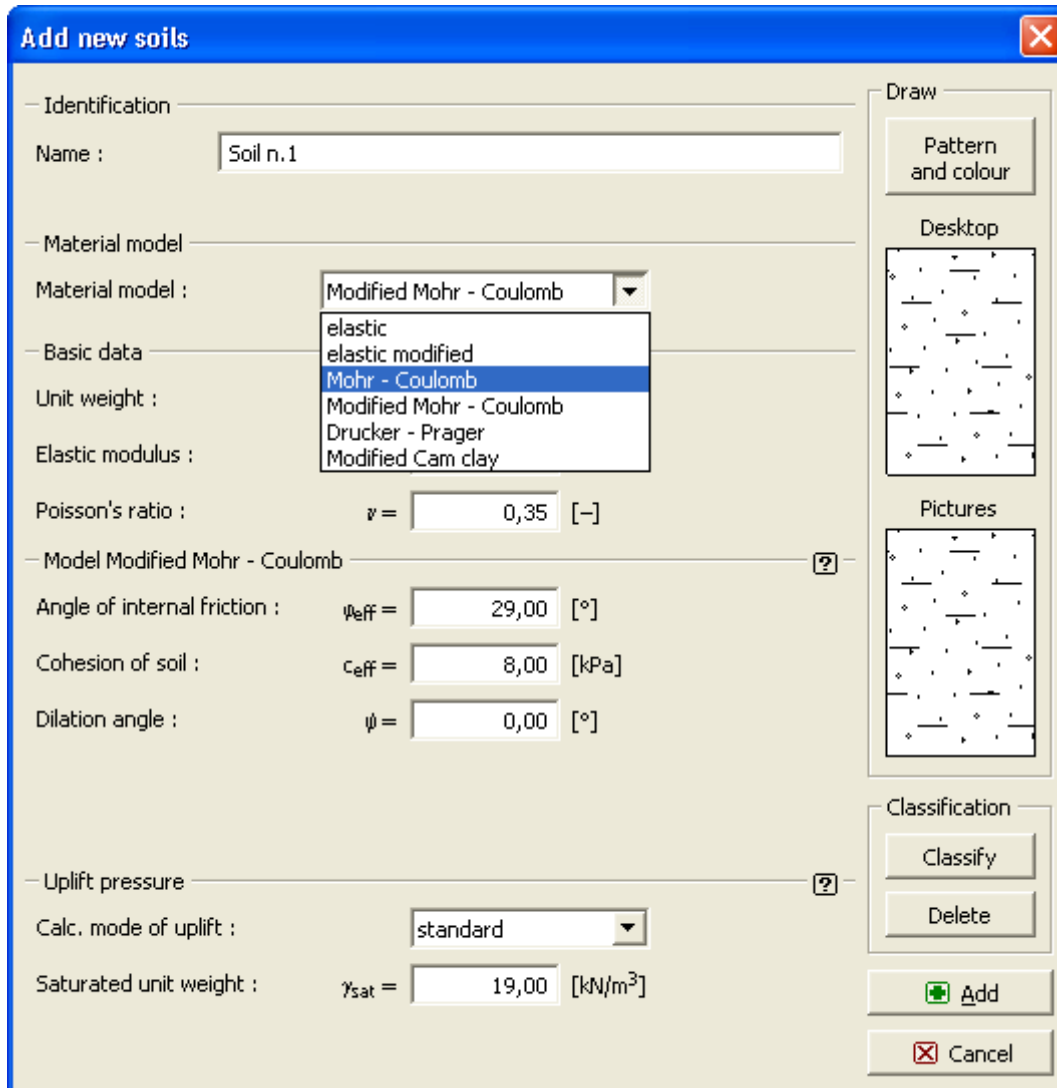 Add new soils
Identification
Name :
Soil n.1
Material model
Material model :
Modified Mohr - Coulomb
elastic
elastic modified
Mohr - Coulomb
Modified Mohr - Coulomb
Drucker - Prager
Modified Cam clay
Basic data
Unit weight :
Elastic modulus :
Poisson's ratio : ν = 0,35 [–]
Model Modified Mohr - Coulomb ?
Angle of internal friction : φeff = 29,00 [°]
Cohesion of soil : ceff = 8,00 [kPa]
Dilation angle : ψ = 0,00 [°]
Uplift pressure ?
Calc. mode of uplift : standard
Saturated unit weight : γsat = 19,00 [kN/m³]
Draw
Pattern
and colour
Desktop
Pictures
Classification
Classify
Delete
Add
Cancel